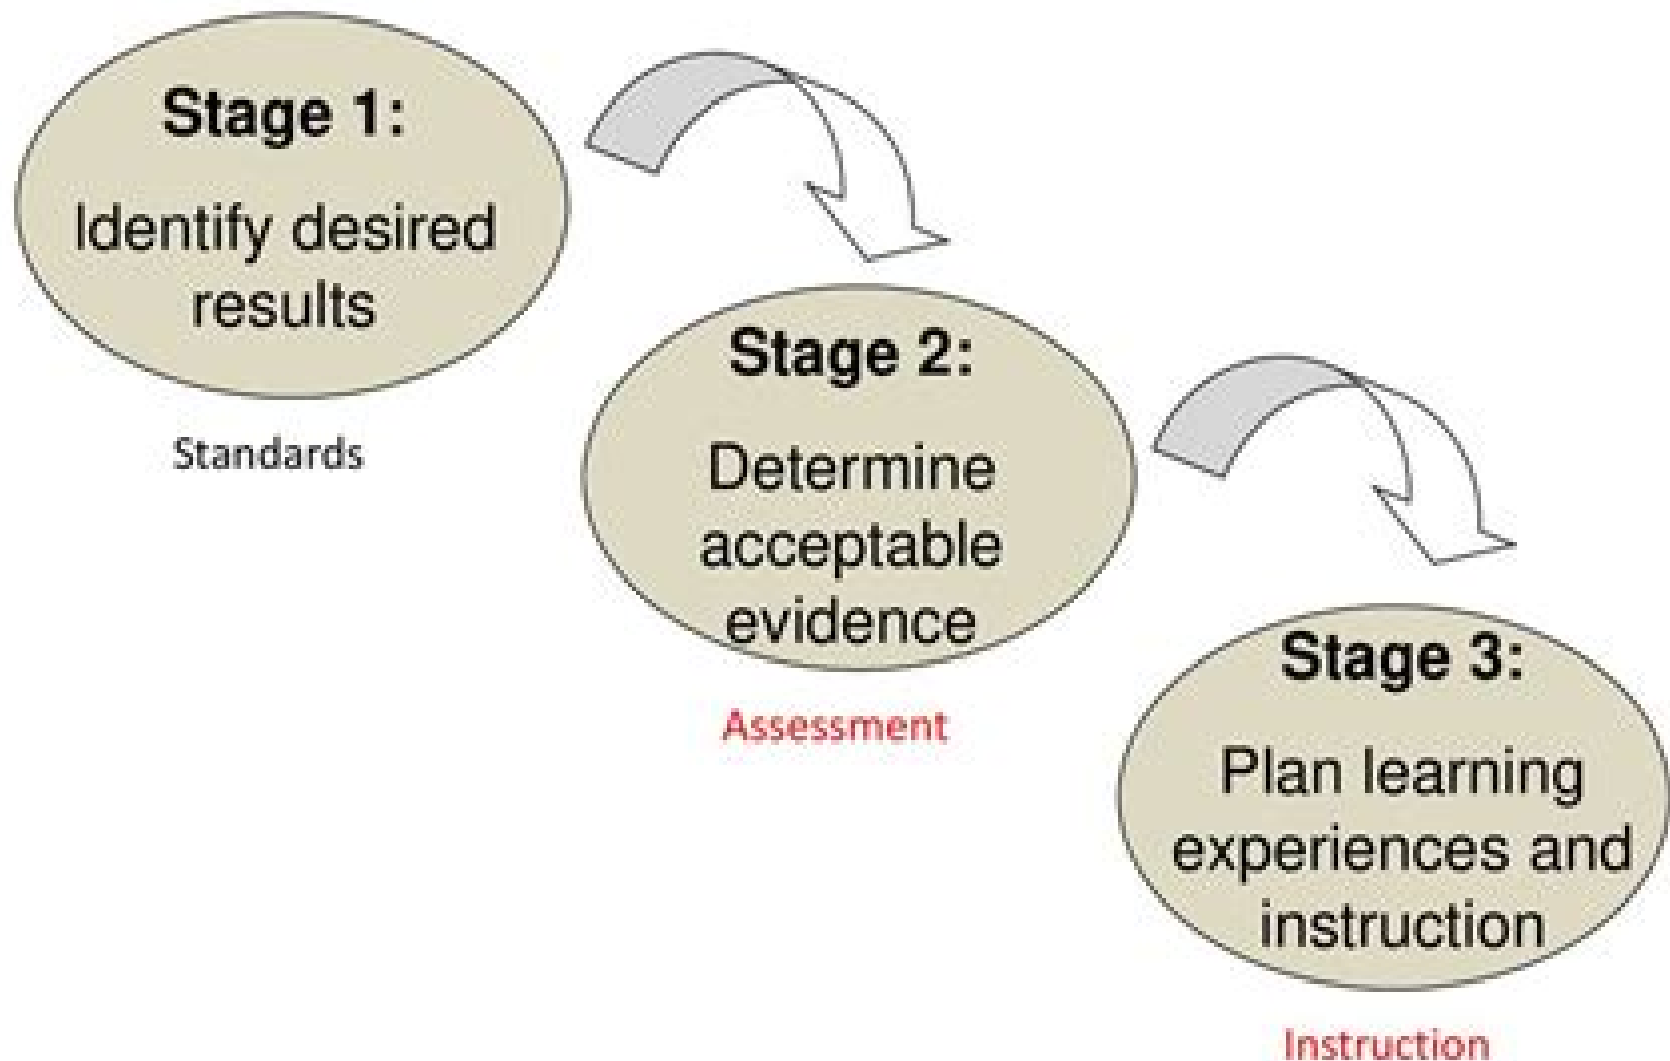 Stage 1:
Identify desired
results
Standards
Stage 2:
Determine
acceptable
evidence
Assessment
Stage 3:
Plan learning
experiences and
instruction
Instruction